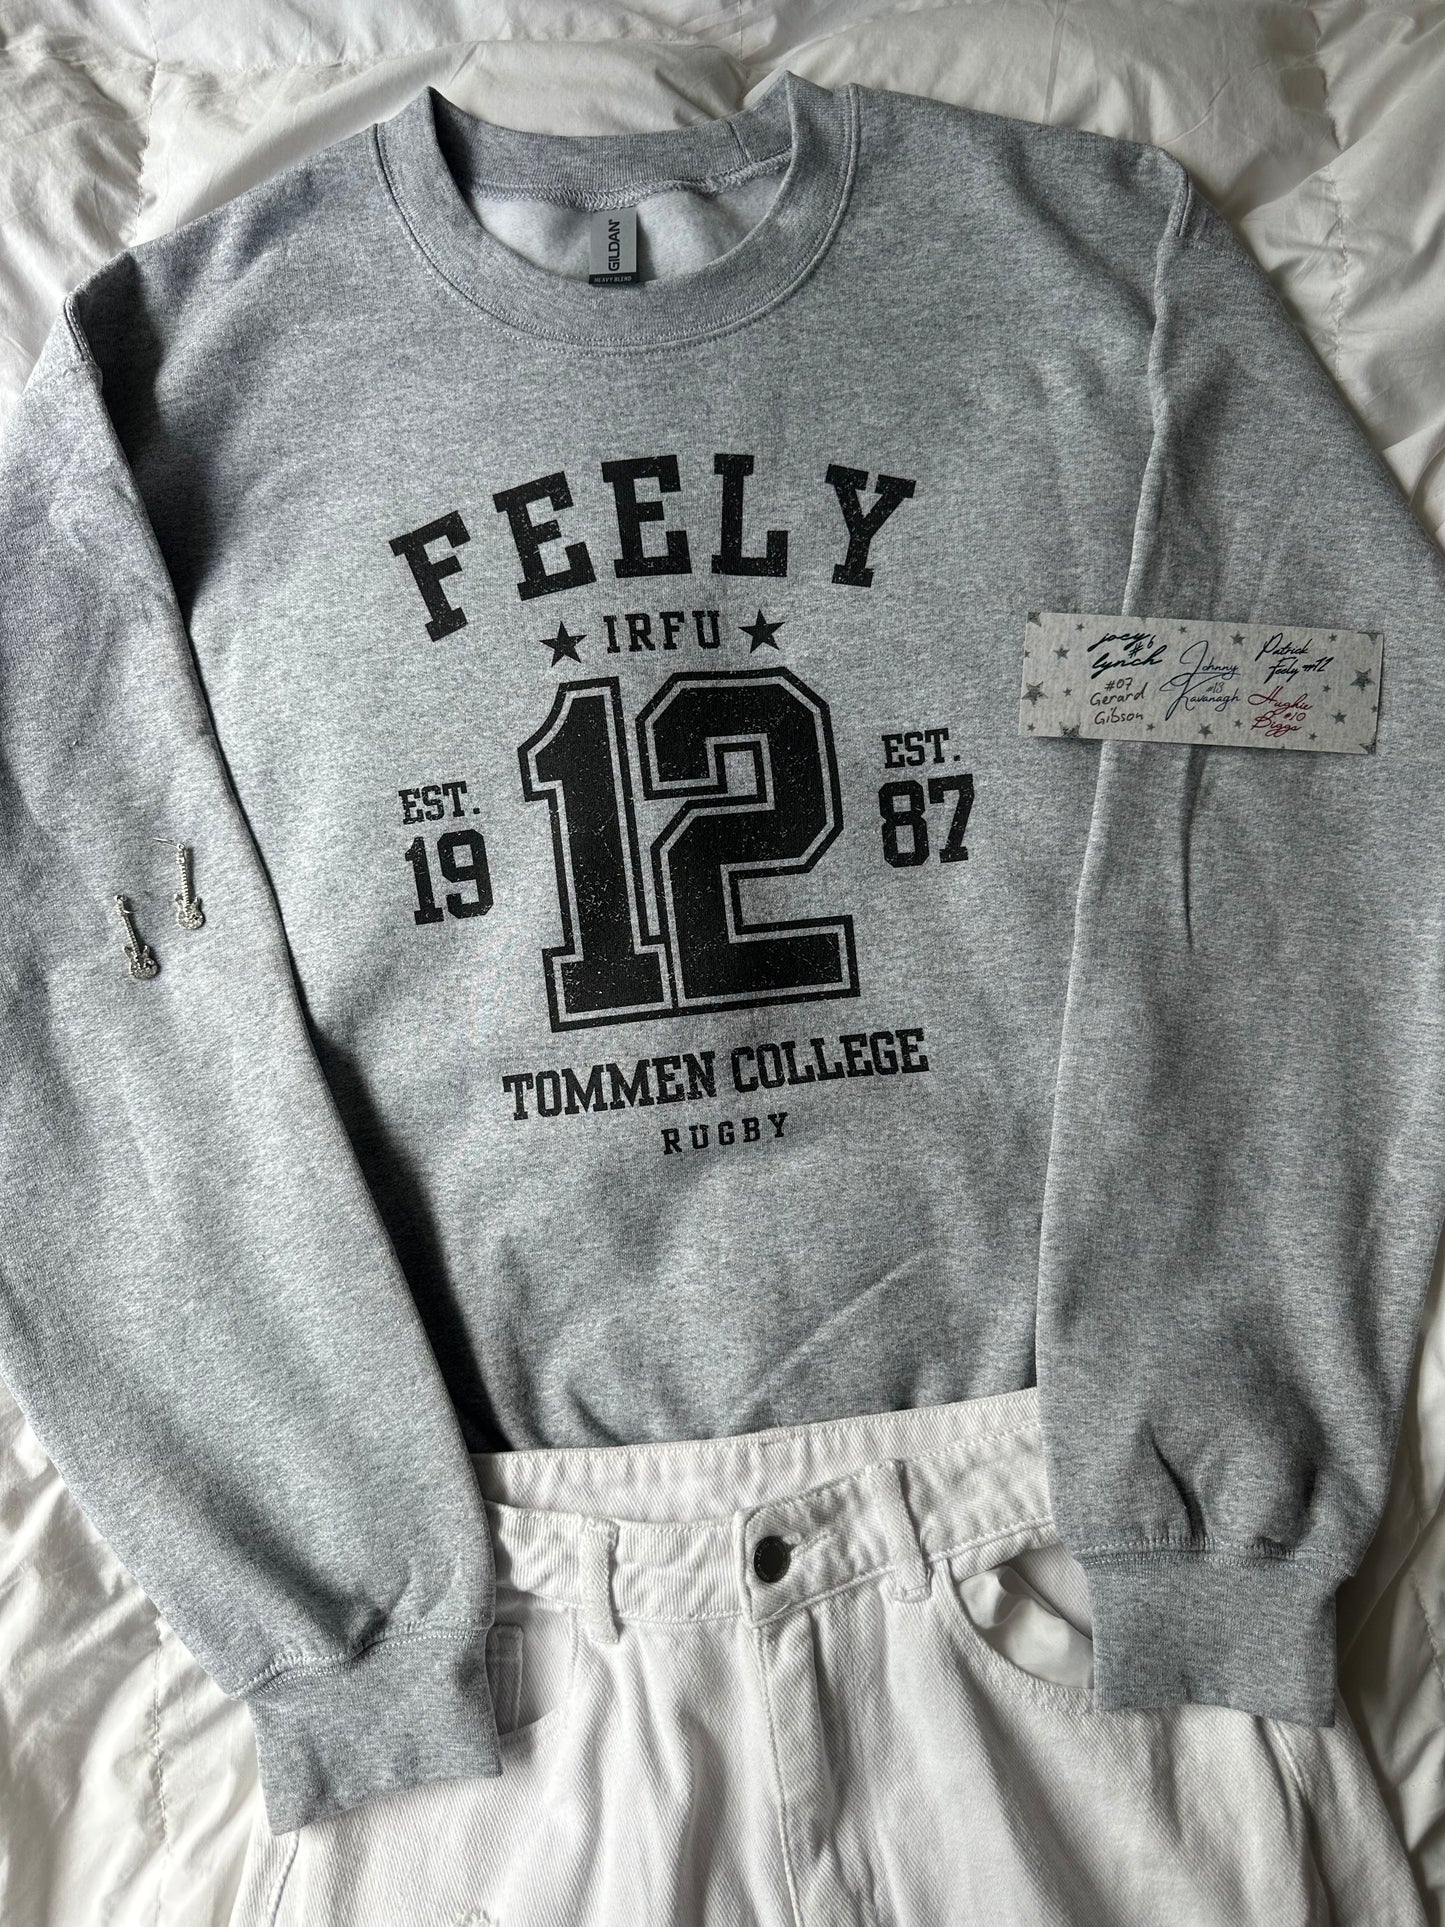 GILDAN
HEAVY BLEND
FEELY
IRFU
12
EST.
19
EST.
87
TOMMEN COLLEGE
RUGBY
joey
#6
lynch
#07
Gerard
Gibson
Johnny
#13
Kavanagh
Patrick
Feely #12
Hughie
#10
Biggs